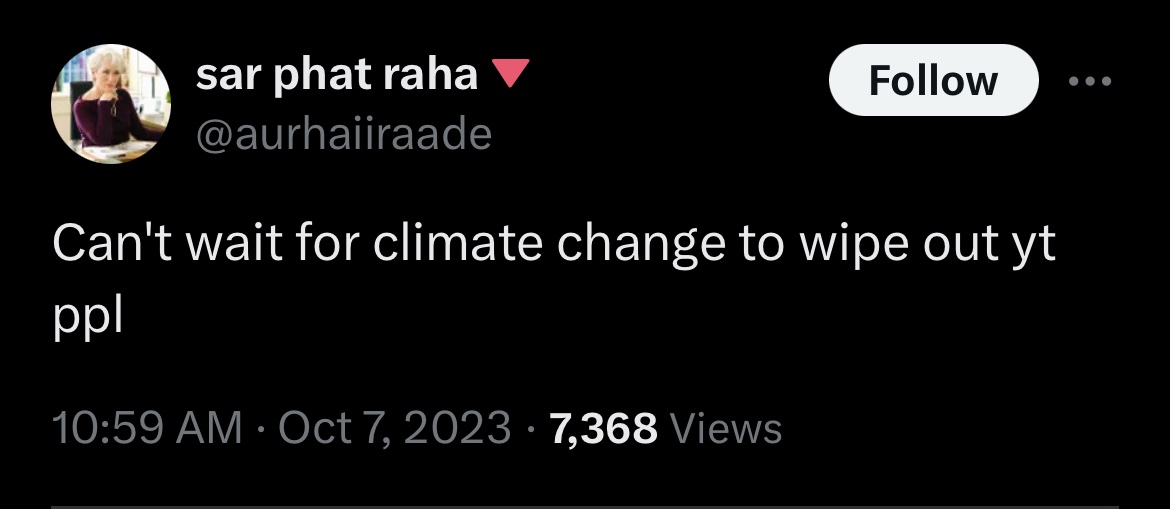 sar phat raha 🔻
Follow
@aurhaiiraade
Can't wait for climate change to wipe out yt
ppl
10:59 AM · Oct 7, 2023 · 7,368 Views